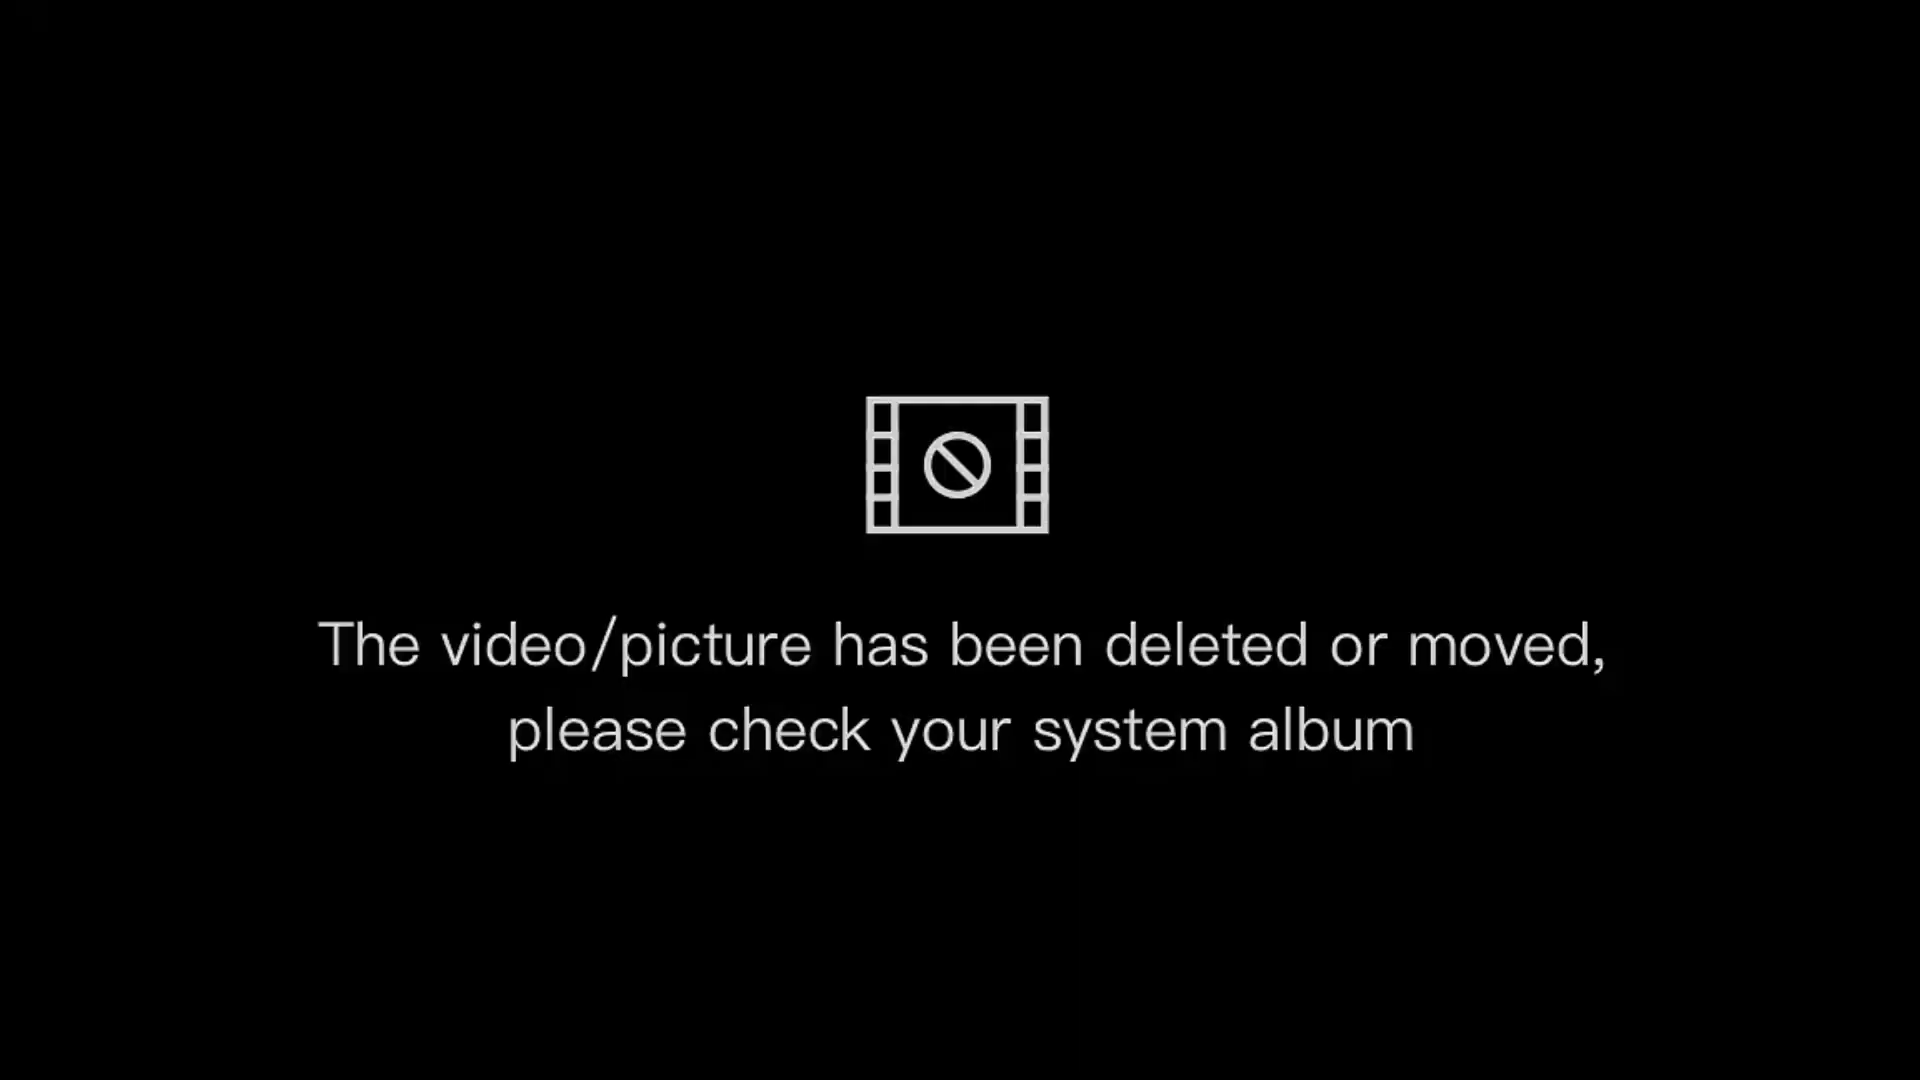 The video/picture has been deleted or moved,
please check your system album